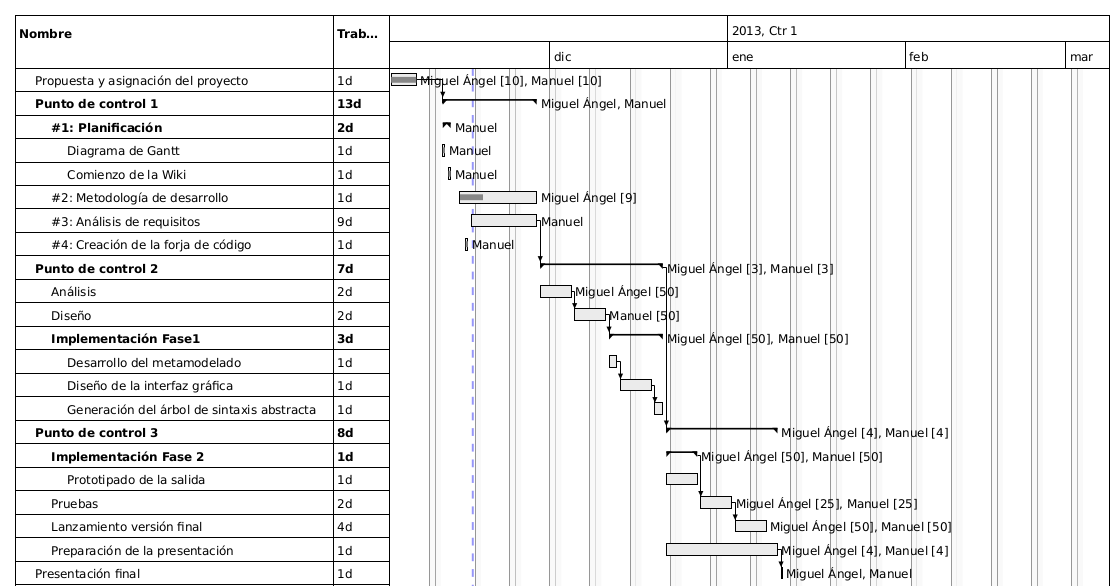 Nombre Trab... 2013, Ctr 1
dic ene feb mar
Propuesta y asignación del proyecto 1d Miguel Ángel [10], Manuel [10]
Punto de control 1 13d Miguel Ángel, Manuel
#1: Planificación 2d Manuel
Diagrama de Gantt 1d Manuel
Comienzo de la Wiki 1d Manuel
#2: Metodología de desarrollo 1d Miguel Ángel [9]
#3: Análisis de requisitos 9d Manuel
#4: Creación de la forja de código 1d Manuel
Punto de control 2 7d Miguel Ángel [3], Manuel [3]
Análisis 2d Miguel Ángel [50]
Diseño 2d Manuel [50]
Implementación Fase1 3d Miguel Ángel [50], Manuel [50]
Desarrollo del metamodelado 1d
Diseño de la interfaz gráfica 1d
Generación del árbol de sintaxis abstracta 1d
Punto de control 3 8d Miguel Ángel [4], Manuel [4]
Implementación Fase 2 1d Miguel Ángel [50], Manuel [50]
Prototipado de la salida 1d
Pruebas 2d Miguel Ángel [25], Manuel [25]
Lanzamiento versión final 4d Miguel Ángel [50], Manuel [50]
Preparación de la presentación 1d Miguel Ángel [4], Manuel [4]
Presentación final 1d Miguel Ángel, Manuel